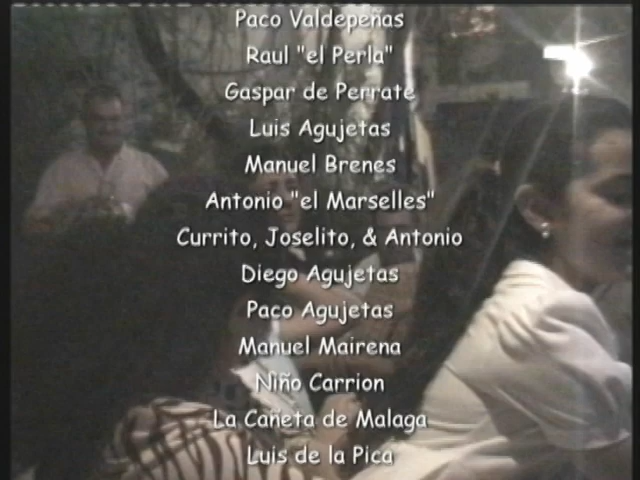 Paco Valdepeñas
Raul "el Perla"
Gaspar de Perrate
Luis Agujetas
Manuel Brenes
Antonio "el Marselles"
Currito, Joselito, & Antonio
Diego Agujetas
Paco Agujetas
Manuel Mairena
Niño Carrion
La Cañeta de Malaga
Luis de la Pica